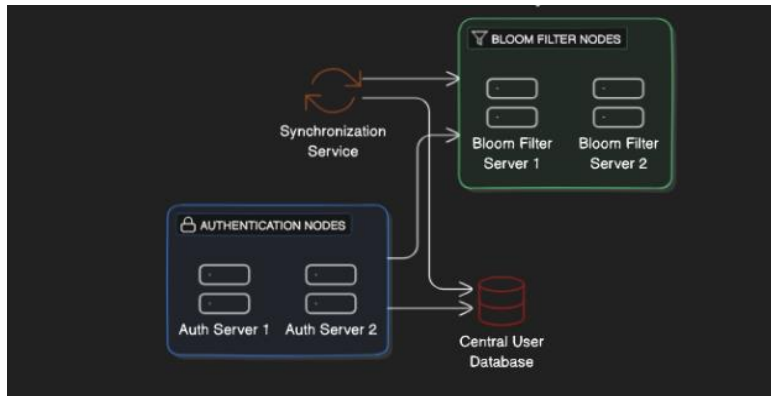 BLOOM FILTER NODES
Bloom Filter
Server 1
Bloom Filter
Server 2
Synchronization
Service
AUTHENTICATION NODES
Auth Server 1
Auth Server 2
Central User
Database